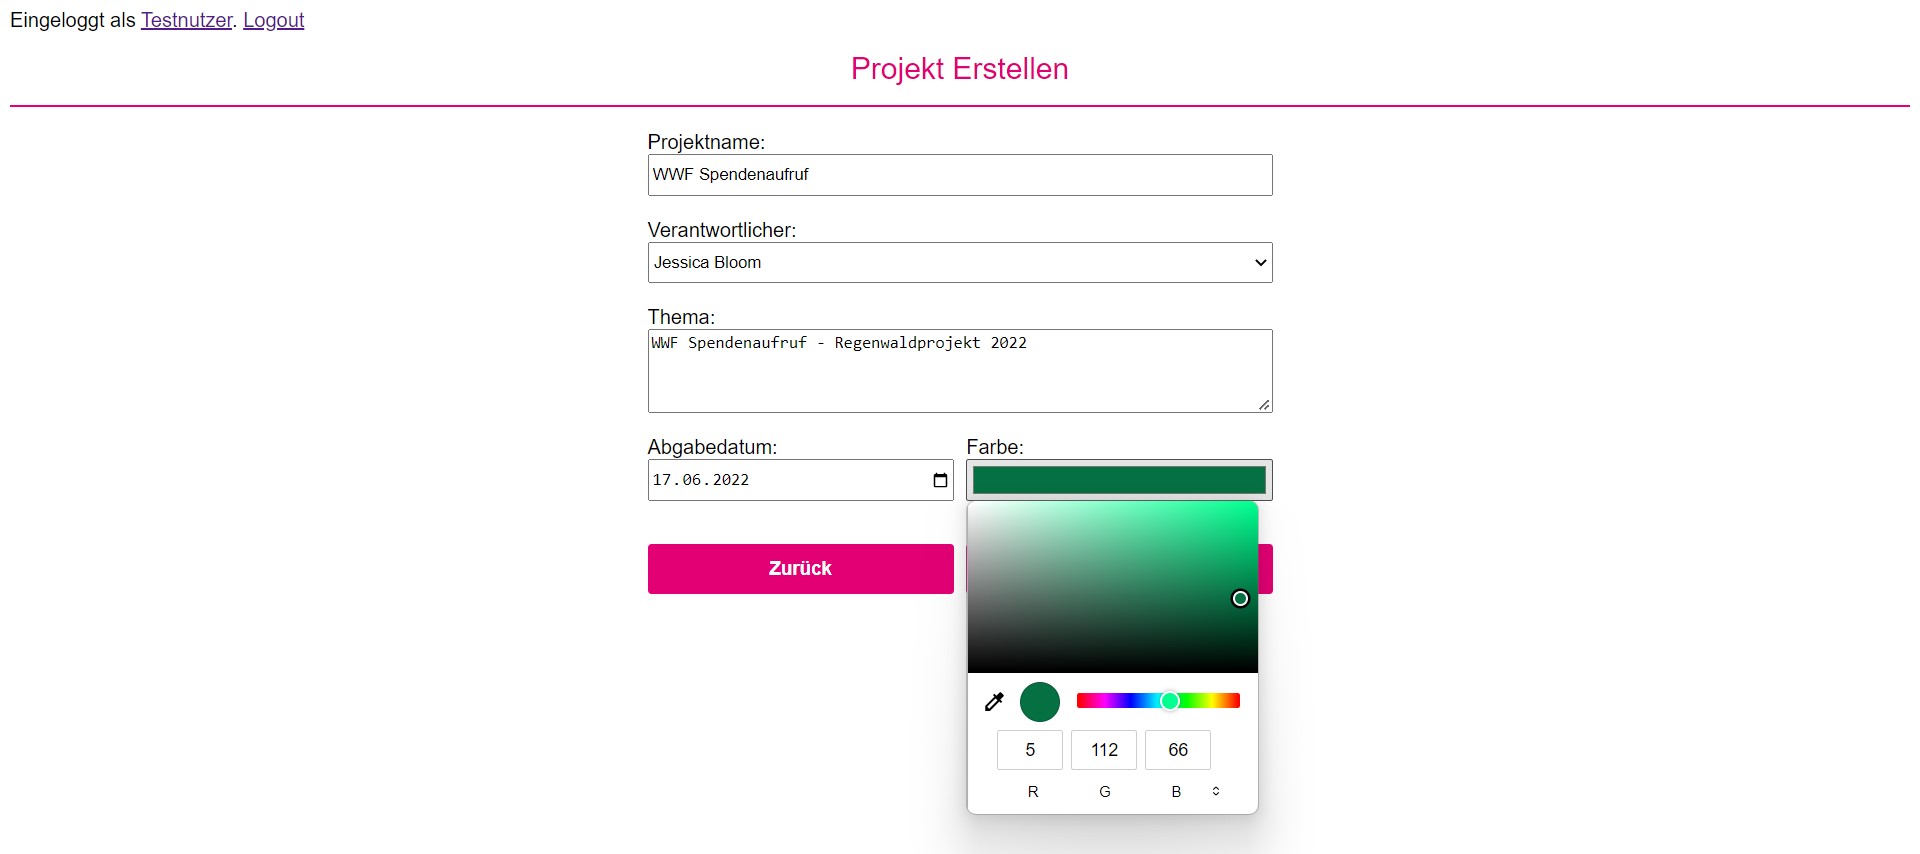 Eingeloggt als Testnutzer. Logout
Projekt Erstellen
Projektname:
WWF Spendenaufruf
Verantwortlicher:
Jessica Bloom
Thema:
WWF Spendenaufruf - Regenwaldprojekt 2022
Abgabedatum: Farbe:
17.06.2022
Zurück
5 112 66
R G B